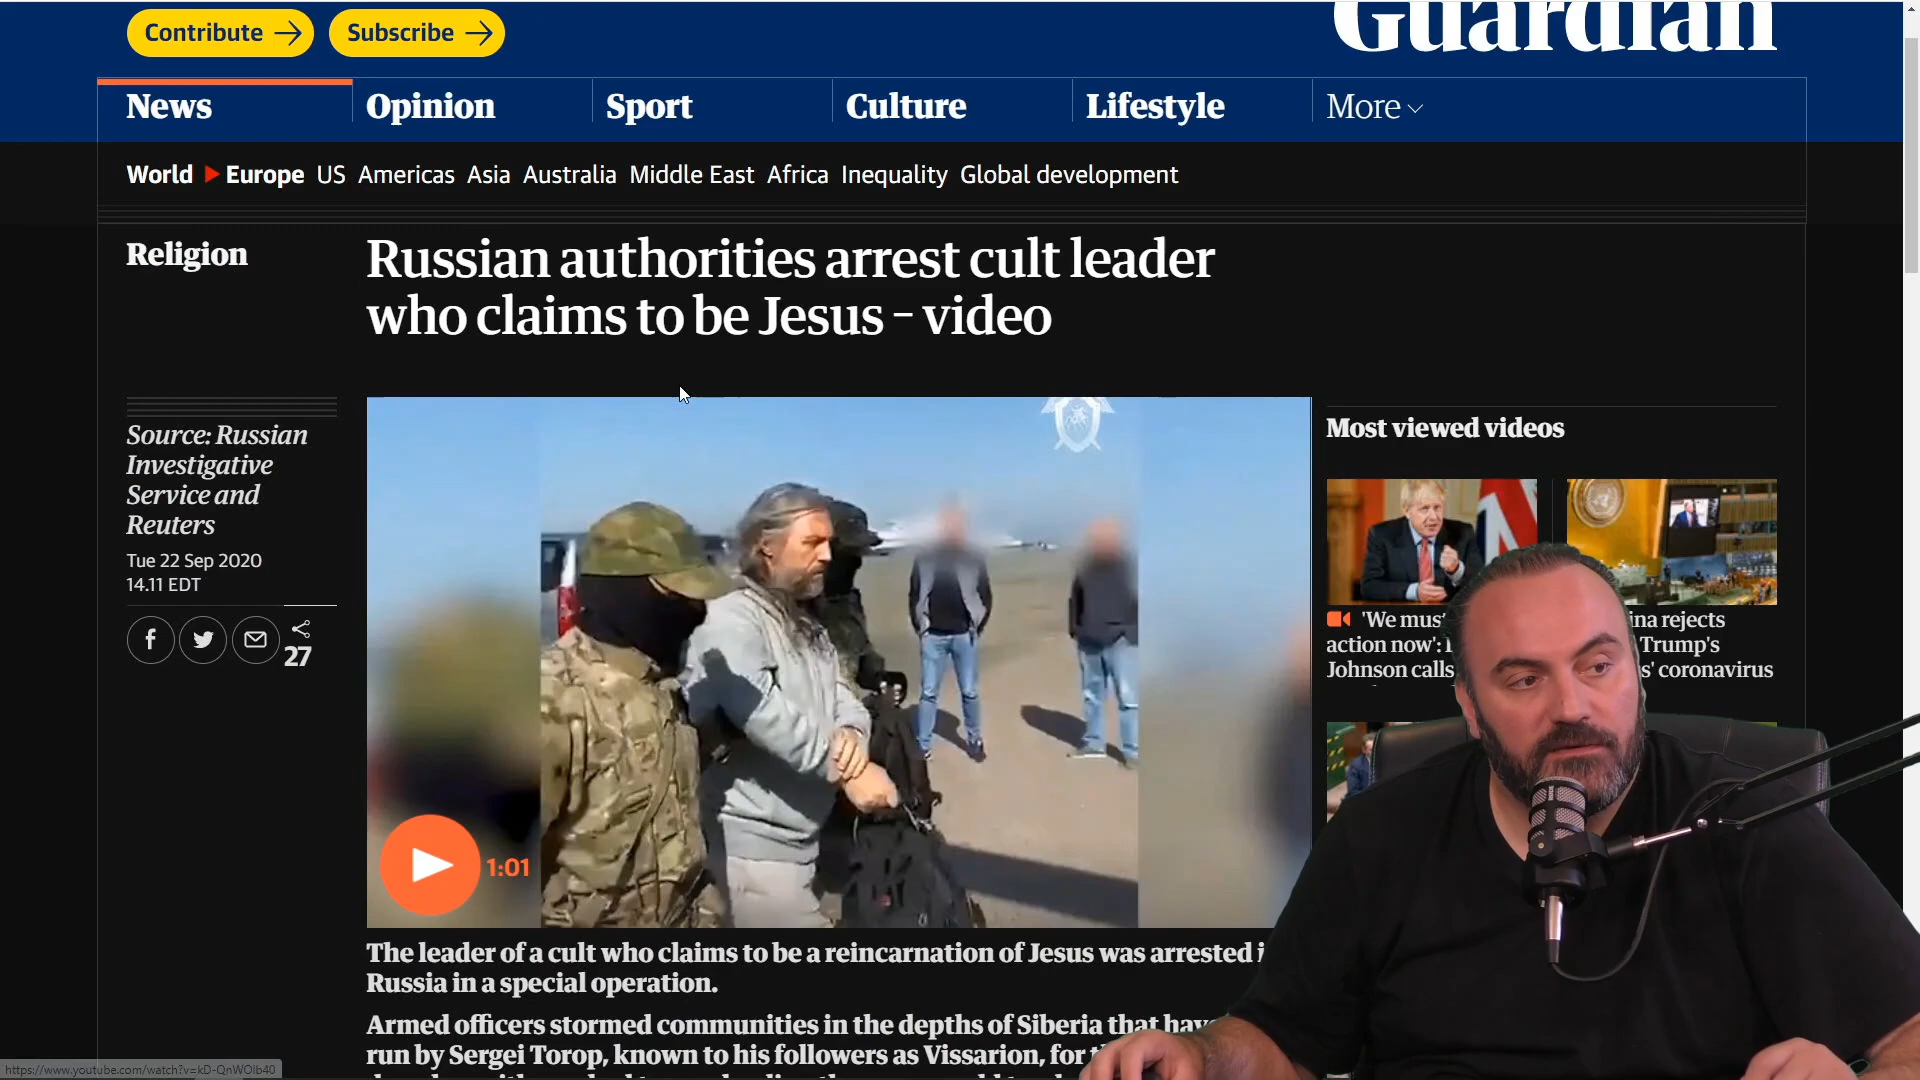 Contribute
Subscribe
Guardian
News
Opinion
Sport
Culture
Lifestyle
More
World
Europe
US
Americas
Asia
Australia
Middle East
Africa
Inequality
Global development
Religion
Russian authorities arrest cult leader
who claims to be Jesus – video
Source: Russian
Investigative
Service and
Reuters
Tue 22 Sep 2020
14.11 EDT
27
1:01
The leader of a cult who claims to be a reincarnation of Jesus was arrested
Russia in a special operation.
Armed officers stormed communities in the depths of Siberia that
run by Sergei Torop, known to his followers as Vissarion, for
Most viewed videos
'We must
action now':
Johnson calls
rejects
Trump's
coronavirus
https://www.youtube.com/watch?v=kD-QnWOib40